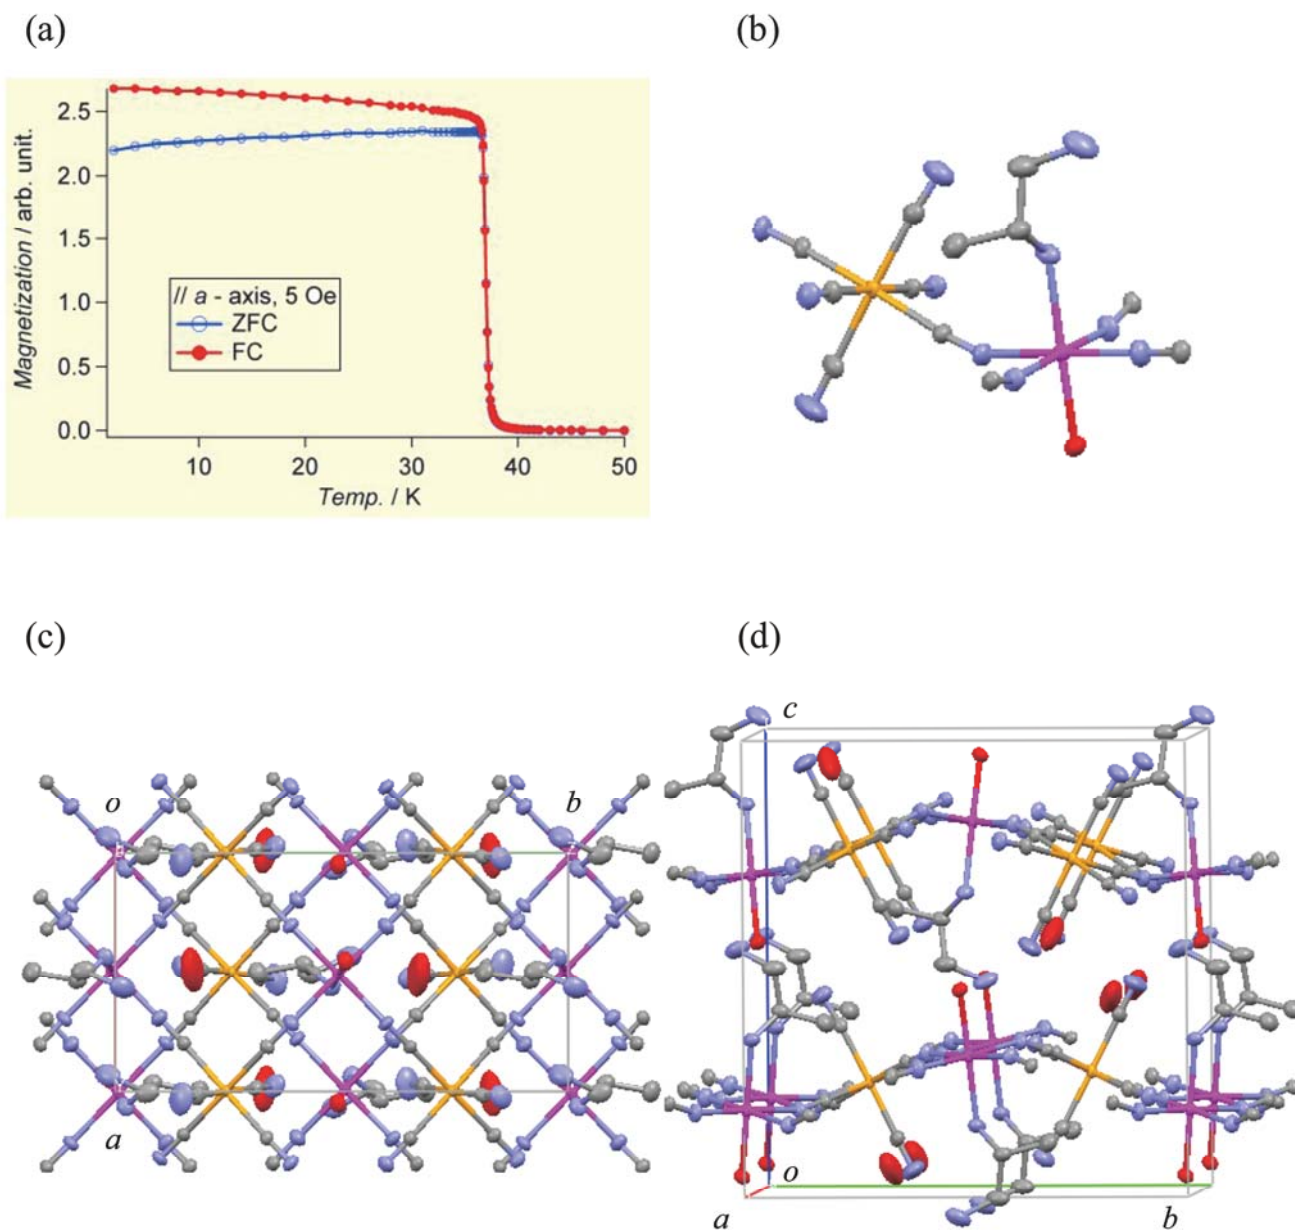 (a)
(b)
2.5
2.0
1.5
1.0
0.5
0.0
Magnetization / arb. unit.
// a - axis, 5 Oe
ZFC
FC
10 20 30 40 50
Temp. / K
(c)
(d)
o
b
a
c
o
a
b